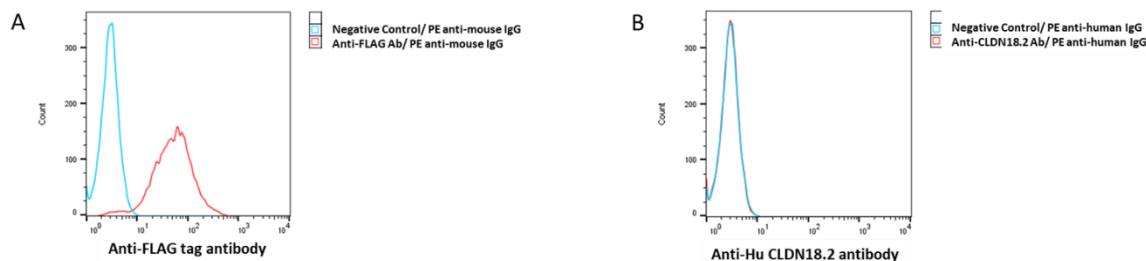 A
Negative Control/ PE anti-mouse IgG
Anti-FLAG Ab/ PE anti-mouse IgG
300
200
100
0
Count
10⁰ 10¹ 10² 10³ 10⁴
Anti-FLAG tag antibody
B
Negative Control/ PE anti-human IgG
Anti-CLDN18.2 Ab/ PE anti-human IgG
300
200
100
0
Count
10⁰ 10¹ 10² 10³ 10⁴
Anti-Hu CLDN18.2 antibody